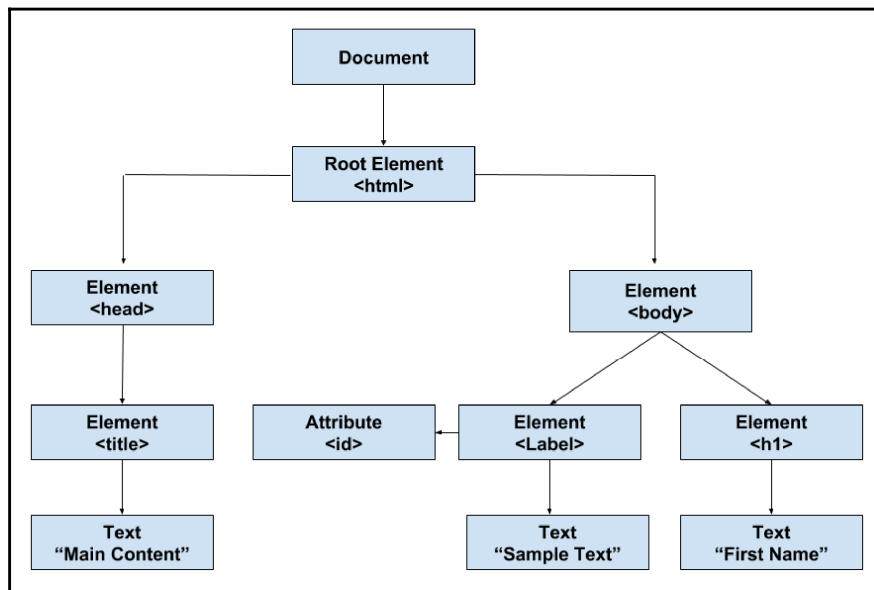 Document
Root Element
<html>
Element
<head>
Element
<body>
Element
<title>
Attribute
<id>
Element
<Label>
Element
<h1>
Text
“Main Content”
Text
“Sample Text”
Text
“First Name”